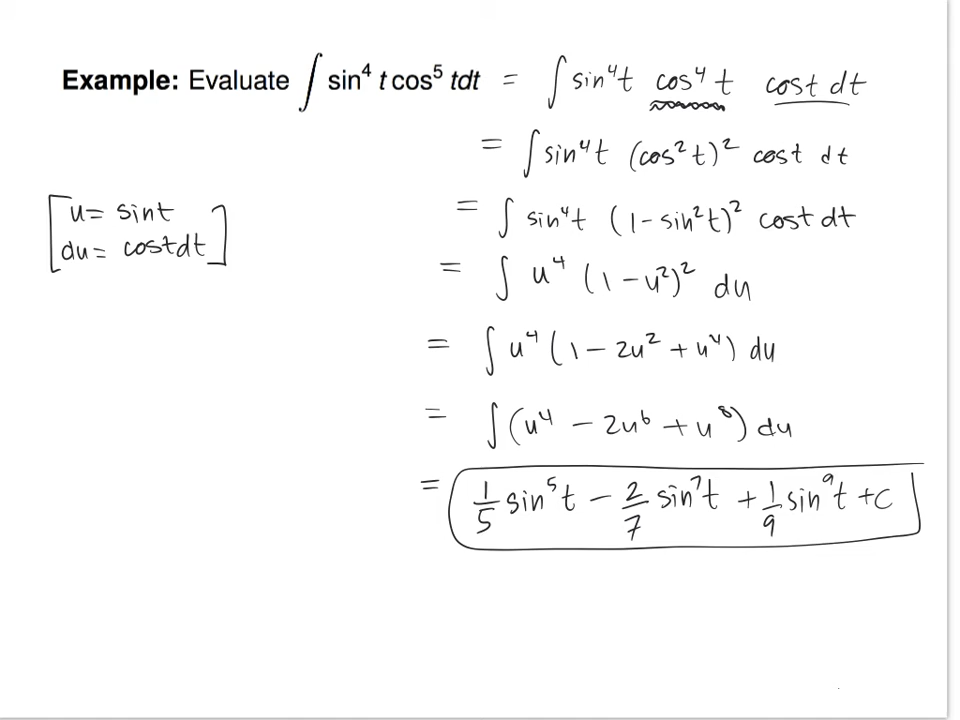 Example: Evaluate ∫ sin⁴ t cos⁵ tdt = ∫ sin⁴t cos⁴t cost dt
= ∫ sin⁴t (cos²t)² cost dt
= ∫ sin⁴t (1 - sin²t)² cost dt
[u = sint
du = costdt]
= ∫ u⁴ (1 - u²)² du
= ∫ u⁴ (1 - 2u² + u⁴) du
= ∫ (u⁴ - 2u⁶ + u⁸) du
= 1/5 sin⁵t - 2/7 sin⁷t + 1/9 sin⁹t + C